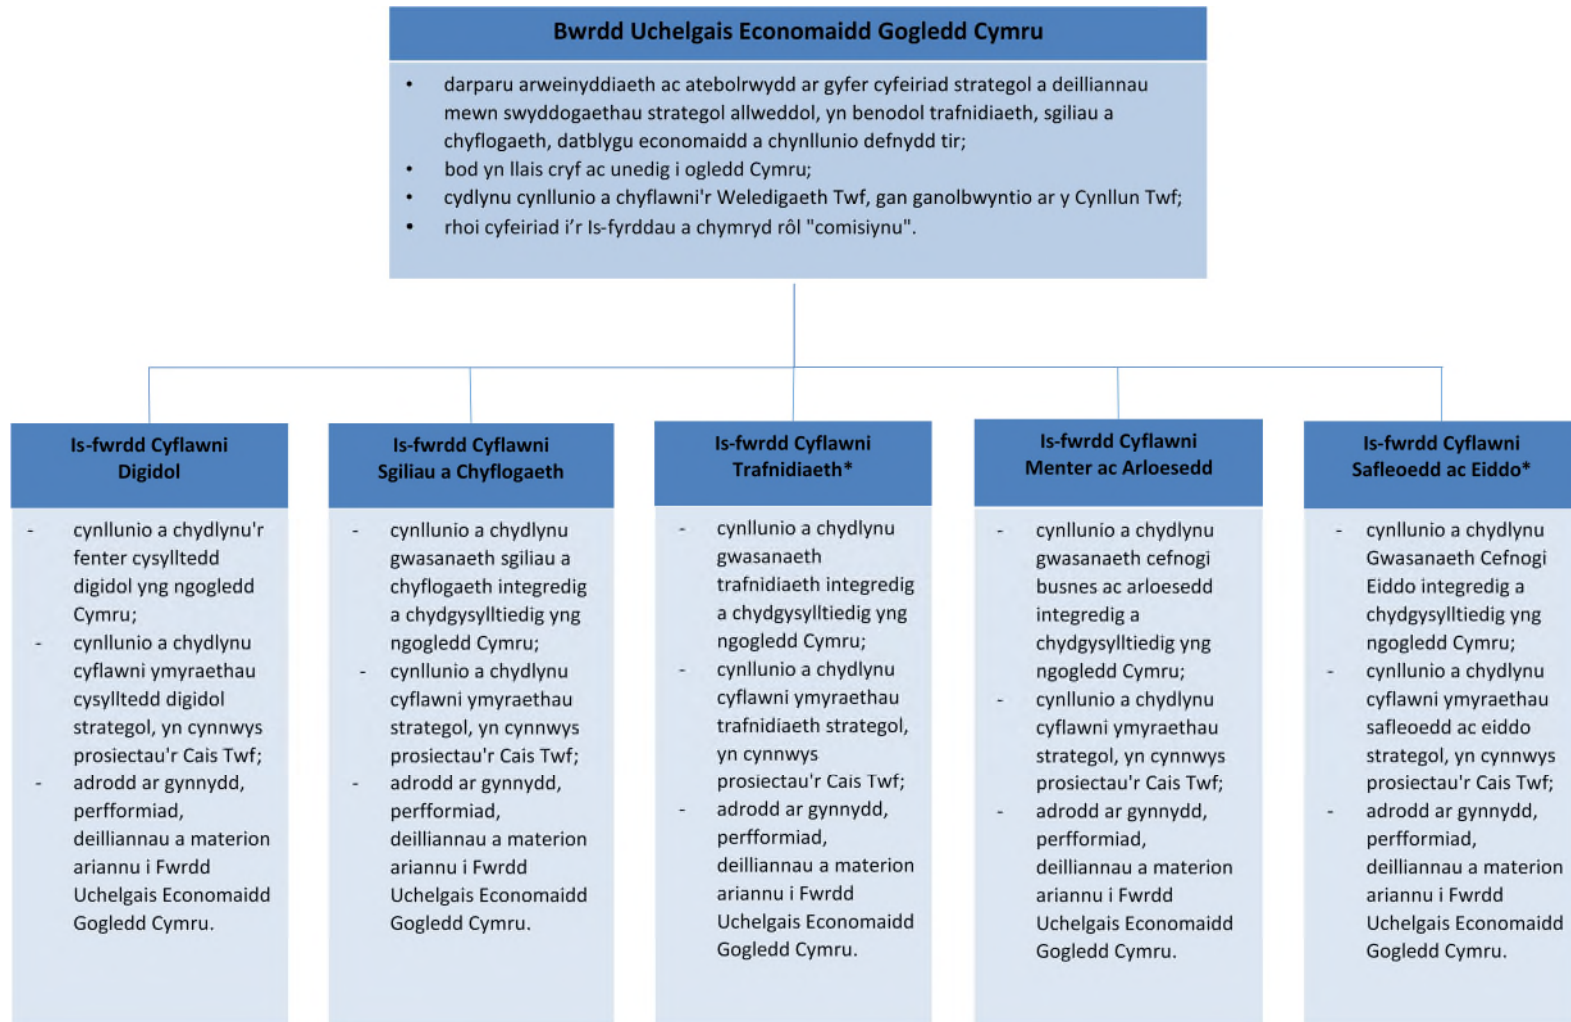 Bwrdd Uchelgais Economaidd Gogledd Cymru
• darparu arweinyddiaeth ac atebolrwydd ar gyfer cyfeiriad strategol a deilliannau
mewn swyddogaethau strategol allweddol, yn benodol trafnidiaeth, sgiliau a
chyflogaeth, datblygu economaidd a chynllunio defnydd tir;
• bod yn llais cryf ac unedig i ogledd Cymru;
• cydlynu cynllunio a chyflawni'r Weledigaeth Twf, gan ganolbwyntio ar y Cynllun Twf;
• rhoi cyfeiriad i’r Is-fyrddau a chymryd rôl "comisiynu".
Is-fwrdd Cyflawni
Digidol
- cynllunio a chydlynu'r
fenter cysylltedd
digidol yng ngogledd
Cymru;
- cynllunio a chydlynu
cyflawni ymyraethau
cysylltedd digidol
strategol, yn cynnwys
prosiectau'r Cais Twf;
- adrodd ar gynnydd,
perfformiad,
deilliannau a materion
ariannu i Fwrdd
Uchelgais Economaidd
Gogledd Cymru.
Is-fwrdd Cyflawni
Sgiliau a Chyflogaeth
- cynllunio a chydlynu
gwasanaeth sgiliau a
chyflogaeth integredig
a chydgysylltiedig yng
ngogledd Cymru;
- cynllunio a chydlynu
cyflawni ymyraethau
strategol, yn cynnwys
prosiectau'r Cais Twf;
- adrodd ar gynnydd,
perfformiad,
deilliannau a materion
ariannu i Fwrdd
Uchelgais Economaidd
Gogledd Cymru.
Is-fwrdd Cyflawni
Trafnidiaeth*
- cynllunio a chydlynu
gwasanaeth
trafnidiaeth integredig
a chydgysylltiedig yng
ngogledd Cymru;
- cynllunio a chydlynu
cyflawni ymyraethau
trafnidiaeth strategol,
yn cynnwys
prosiectau'r Cais Twf;
- adrodd ar gynnydd,
perfformiad,
deilliannau a materion
ariannu i Fwrdd
Uchelgais Economaidd
Gogledd Cymru.
Is-fwrdd Cyflawni
Menter ac Arloesedd
- cynllunio a chydlynu
gwasanaeth cefnogi
busnes ac arloesedd
integredig a
chydgysylltiedig yng
ngogledd Cymru;
- cynllunio a chydlynu
cyflawni ymyraethau
strategol, yn cynnwys
prosiectau'r Cais Twf;
- adrodd ar gynnydd,
perfformiad,
deilliannau a materion
ariannu i Fwrdd
Uchelgais Economaidd
Gogledd Cymru.
Is-fwrdd Cyflawni
Safleoedd ac Eiddo*
- cynllunio a chydlynu
Gwasanaeth Cefnogi
Eiddo integredig a
chydgysylltiedig yng
ngogledd Cymru;
- cynllunio a chydlynu
cyflawni ymyraethau
safleoedd ac eiddo
strategol, yn cynnwys
prosiectau'r Cais Twf;
- adrodd ar gynnydd,
perfformiad,
deilliannau a materion
ariannu i Fwrdd
Uchelgais Economaidd
Gogledd Cymru.